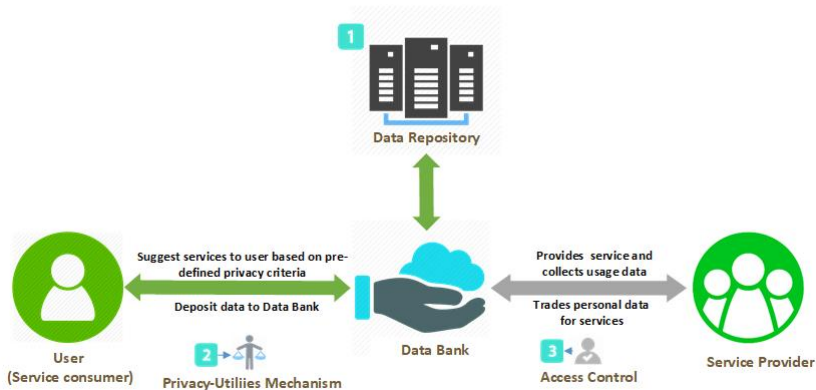 1
Data Repository
Suggest services to user based on pre-
defined privacy criteria
Deposit data to Data Bank
Provides service and
collects usage data
Trades personal data
for services
User
(Service consumer)
2
Privacy-Utiliies Mechanism
Data Bank
3
Access Control
Service Provider